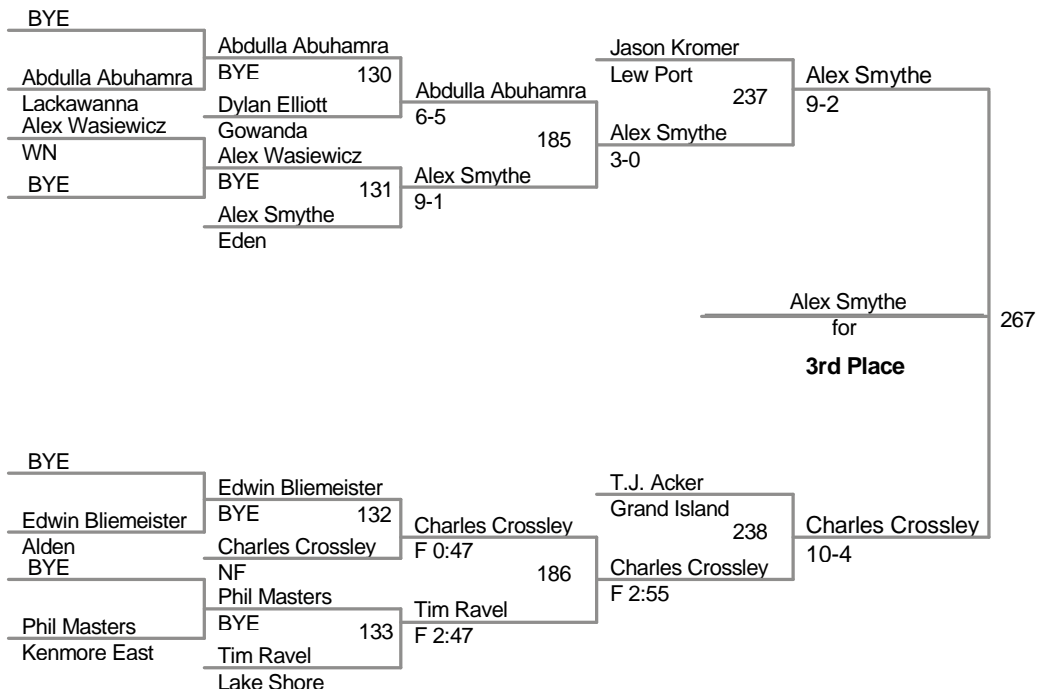 BYE
Abdulla Abuhamra
Lackawanna
Alex Wasiewicz
WN
BYE
Abdulla Abuhamra
BYE
130
Dylan Elliott
Gowanda
Alex Wasiewicz
BYE
131
Alex Smythe
Eden
Abdulla Abuhamra
6-5
185
Alex Smythe
9-1
Jason Kromer
Lew Port
237
Alex Smythe
3-0
Alex Smythe
9-2
Alex Smythe
for
3rd Place
267
BYE
Edwin Bliemeister
Alden
BYE
Phil Masters
Kenmore East
Edwin Bliemeister
BYE
132
Charles Crossley
NF
Phil Masters
BYE
133
Tim Ravel
Lake Shore
Charles Crossley
F 0:47
186
Tim Ravel
F 2:47
T.J. Acker
Grand Island
238
Charles Crossley
F 2:55
Charles Crossley
10-4